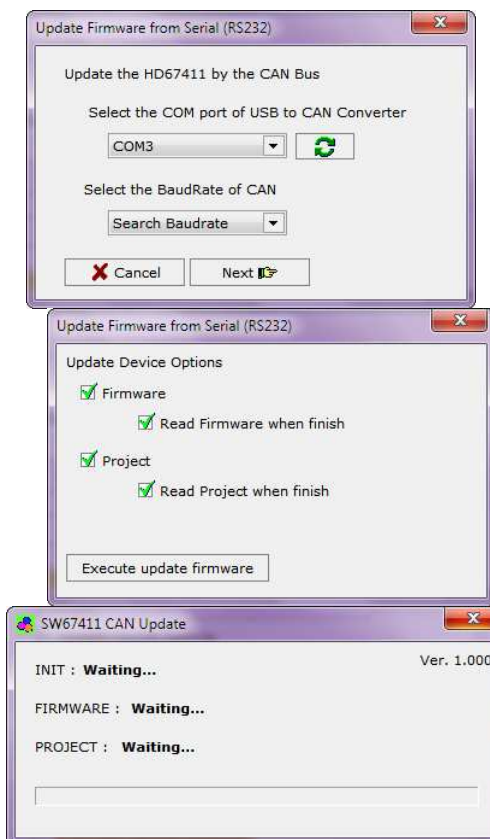 Update Firmware from Serial (RS232)
Update the HD67411 by the CAN Bus
Select the COM port of USB to CAN Converter
COM3
Select the BaudRate of CAN
Search Baudrate
Cancel Next
Update Firmware from Serial (RS232)
Update Device Options
Firmware
Read Firmware when finish
Project
Read Project when finish
Execute update firmware
SW67411 CAN Update
Ver. 1.000
INIT : Waiting...
FIRMWARE : Waiting...
PROJECT : Waiting...